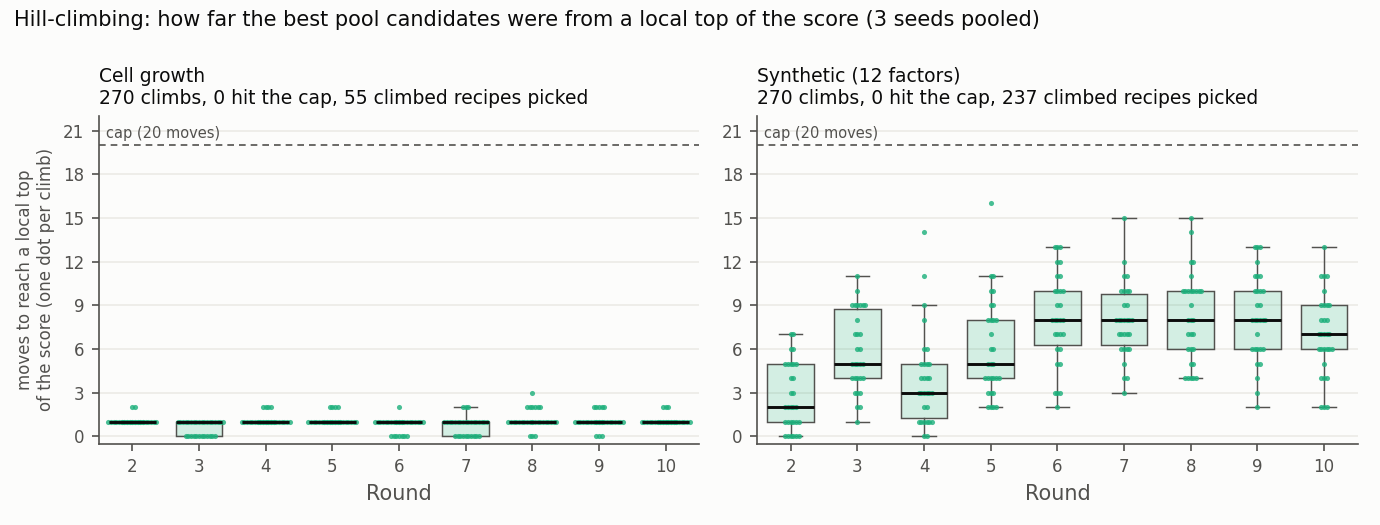 Hill-climbing: how far the best pool candidates were from a local top of the score (3 seeds pooled)
Cell growth
270 climbs, 0 hit the cap, 55 climbed recipes picked
moves to reach a local top
of the score (one dot per climb)
21
18
15
12
9
6
3
0
cap (20 moves)
2 3 4 5 6 7 8 9 10
Round
Synthetic (12 factors)
270 climbs, 0 hit the cap, 237 climbed recipes picked
21
18
15
12
9
6
3
0
cap (20 moves)
2 3 4 5 6 7 8 9 10
Round